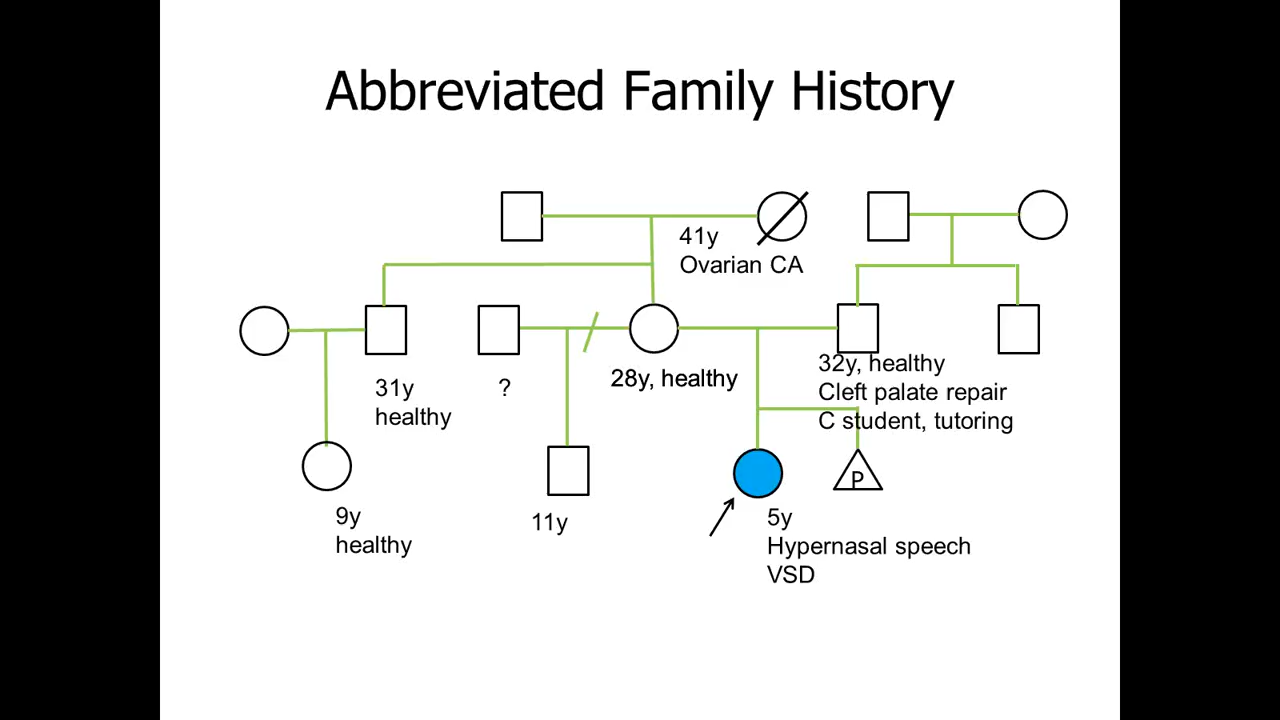 Abbreviated Family History
41y
Ovarian CA
31y
healthy
?
28y, healthy
32y, healthy
Cleft palate repair
C student, tutoring
9y
healthy
11y
P
5y
Hypernasal speech
VSD